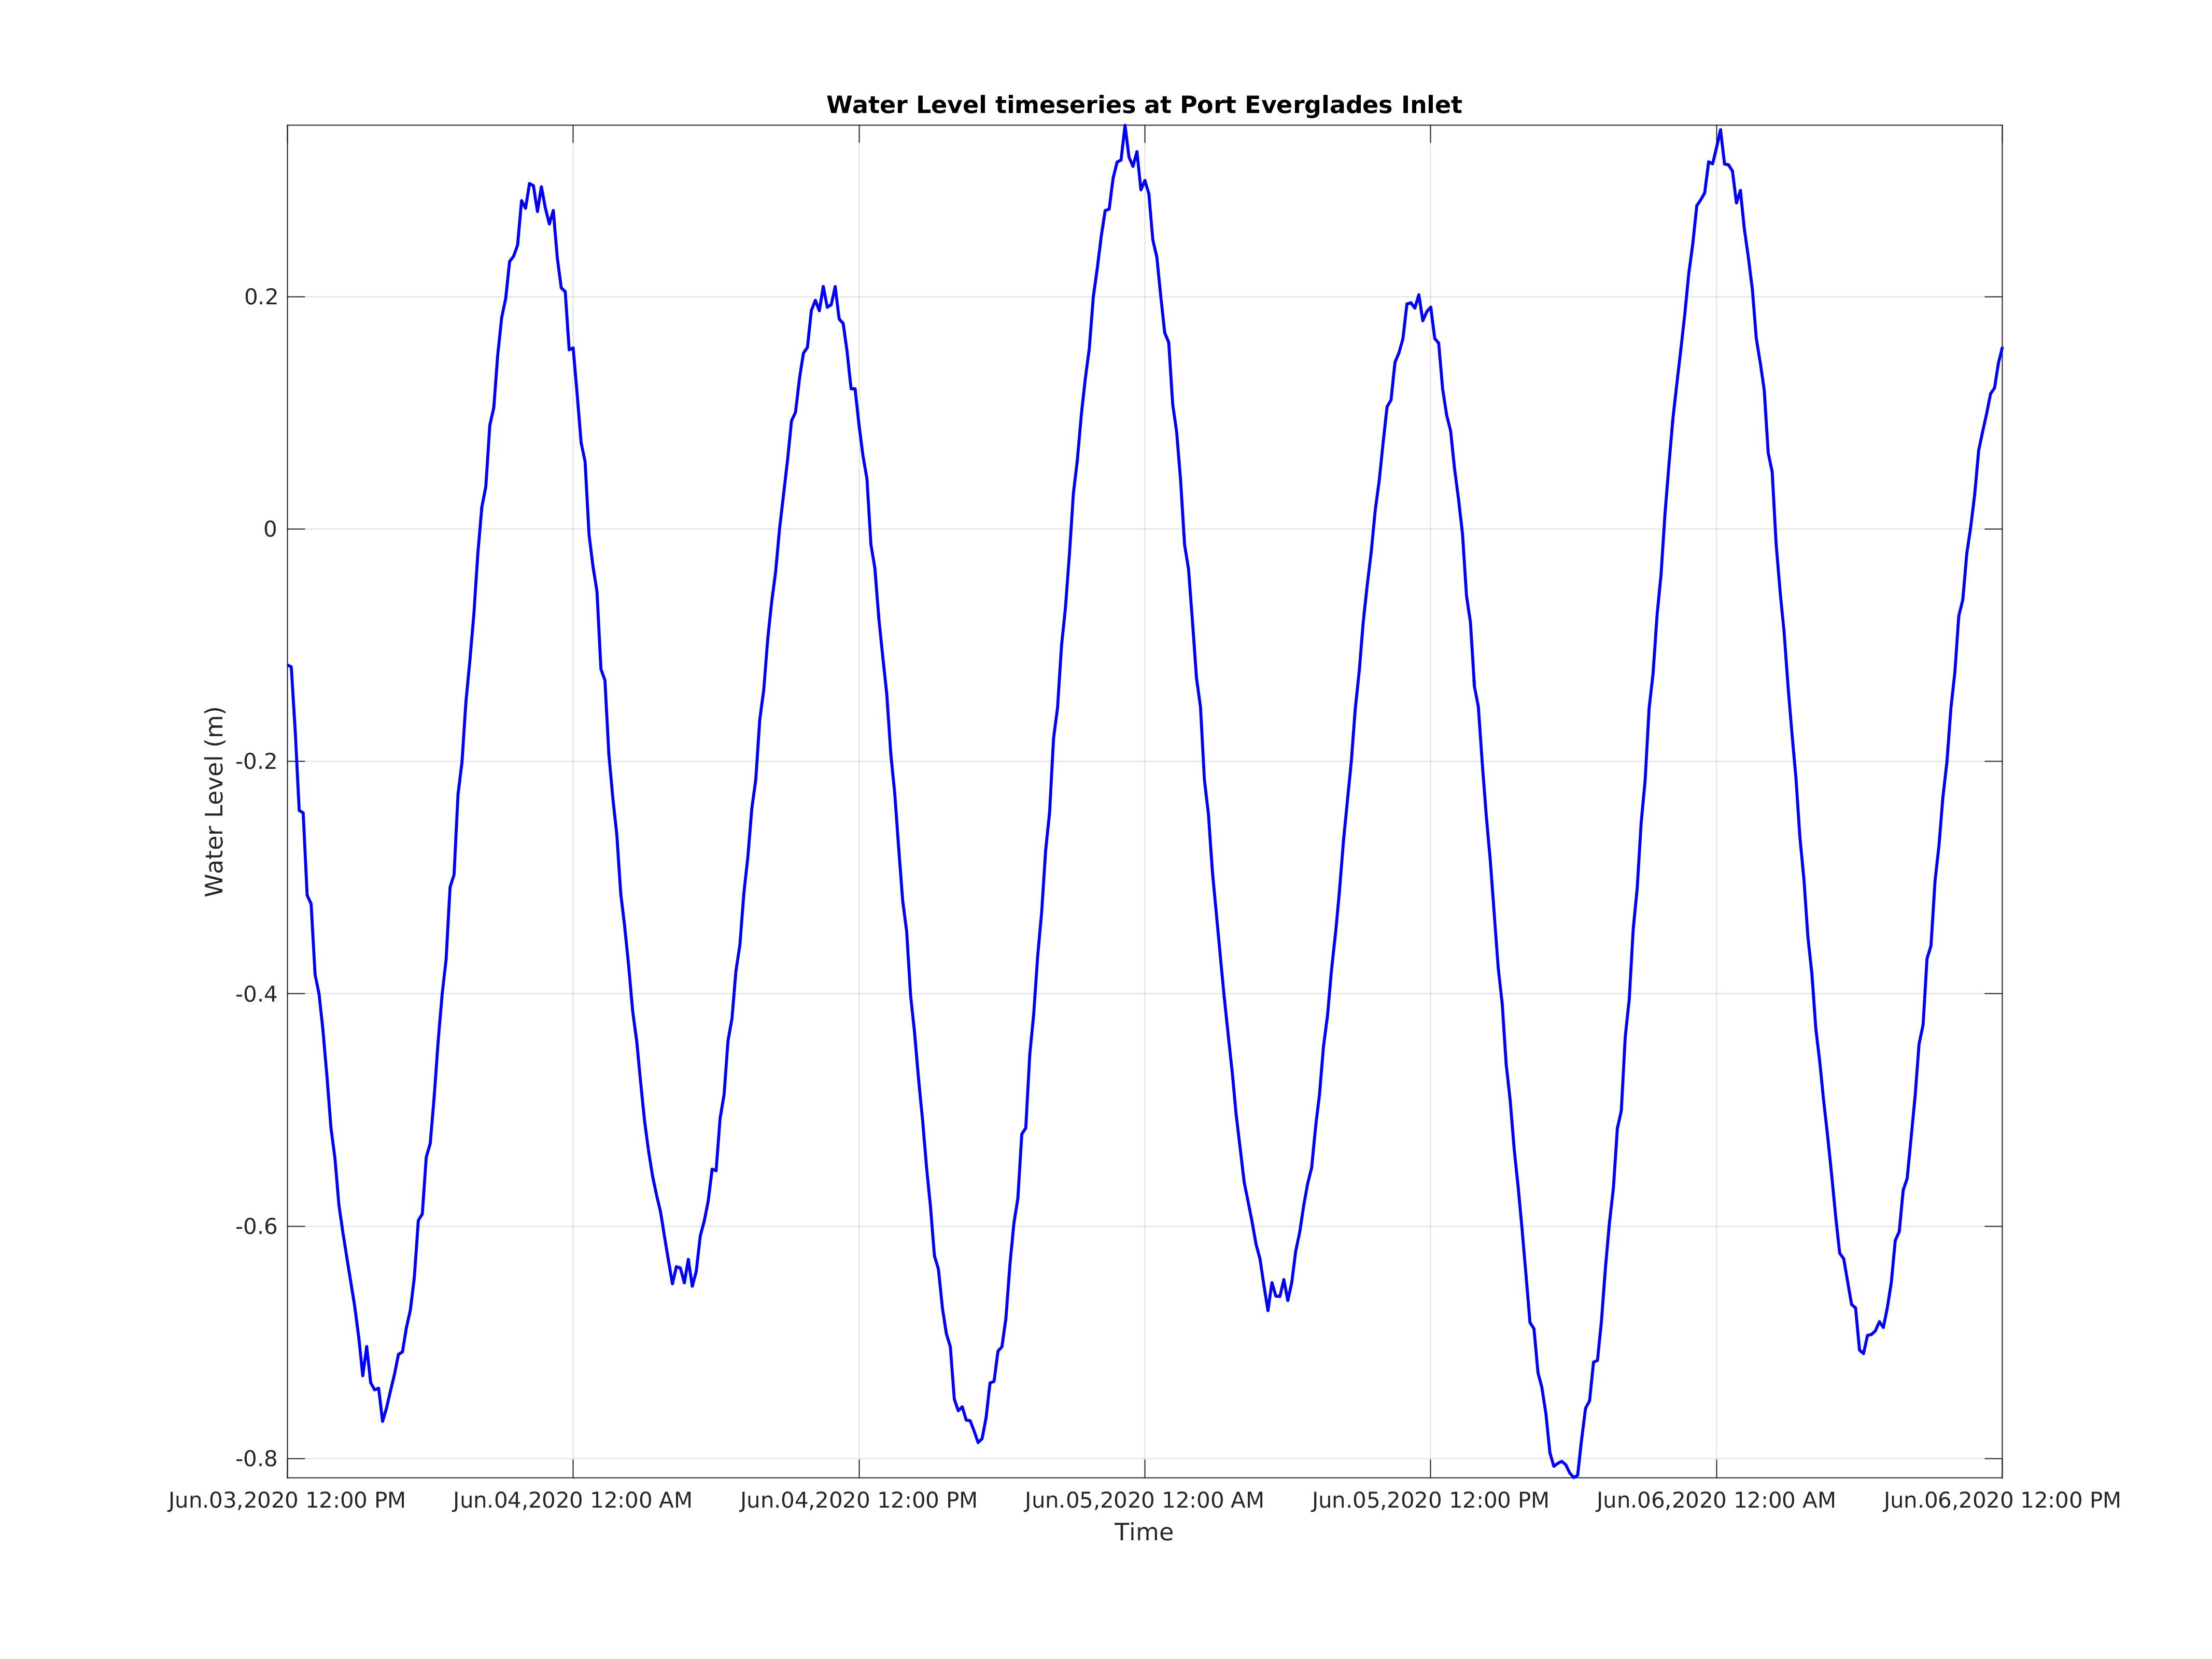 Water Level timeseries at Port Everglades Inlet
0.2
0
-0.2
-0.4
-0.6
-0.8
Water Level (m)
Jun.03,2020 12:00 PM
Jun.04,2020 12:00 AM
Jun.04,2020 12:00 PM
Jun.05,2020 12:00 AM
Jun.05,2020 12:00 PM
Jun.06,2020 12:00 AM
Jun.06,2020 12:00 PM
Time